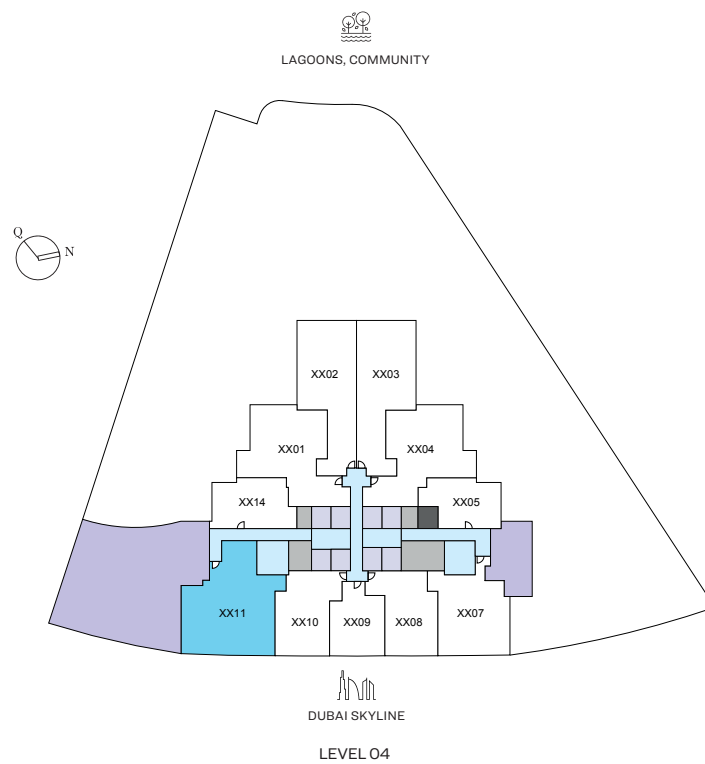 LAGOONS, COMMUNITY
Q
N
XX02
XX03
XX01
XX04
XX14
XX05
XX11
XX10
XX09
XX08
XX07
DUBAI SKYLINE
LEVEL 04